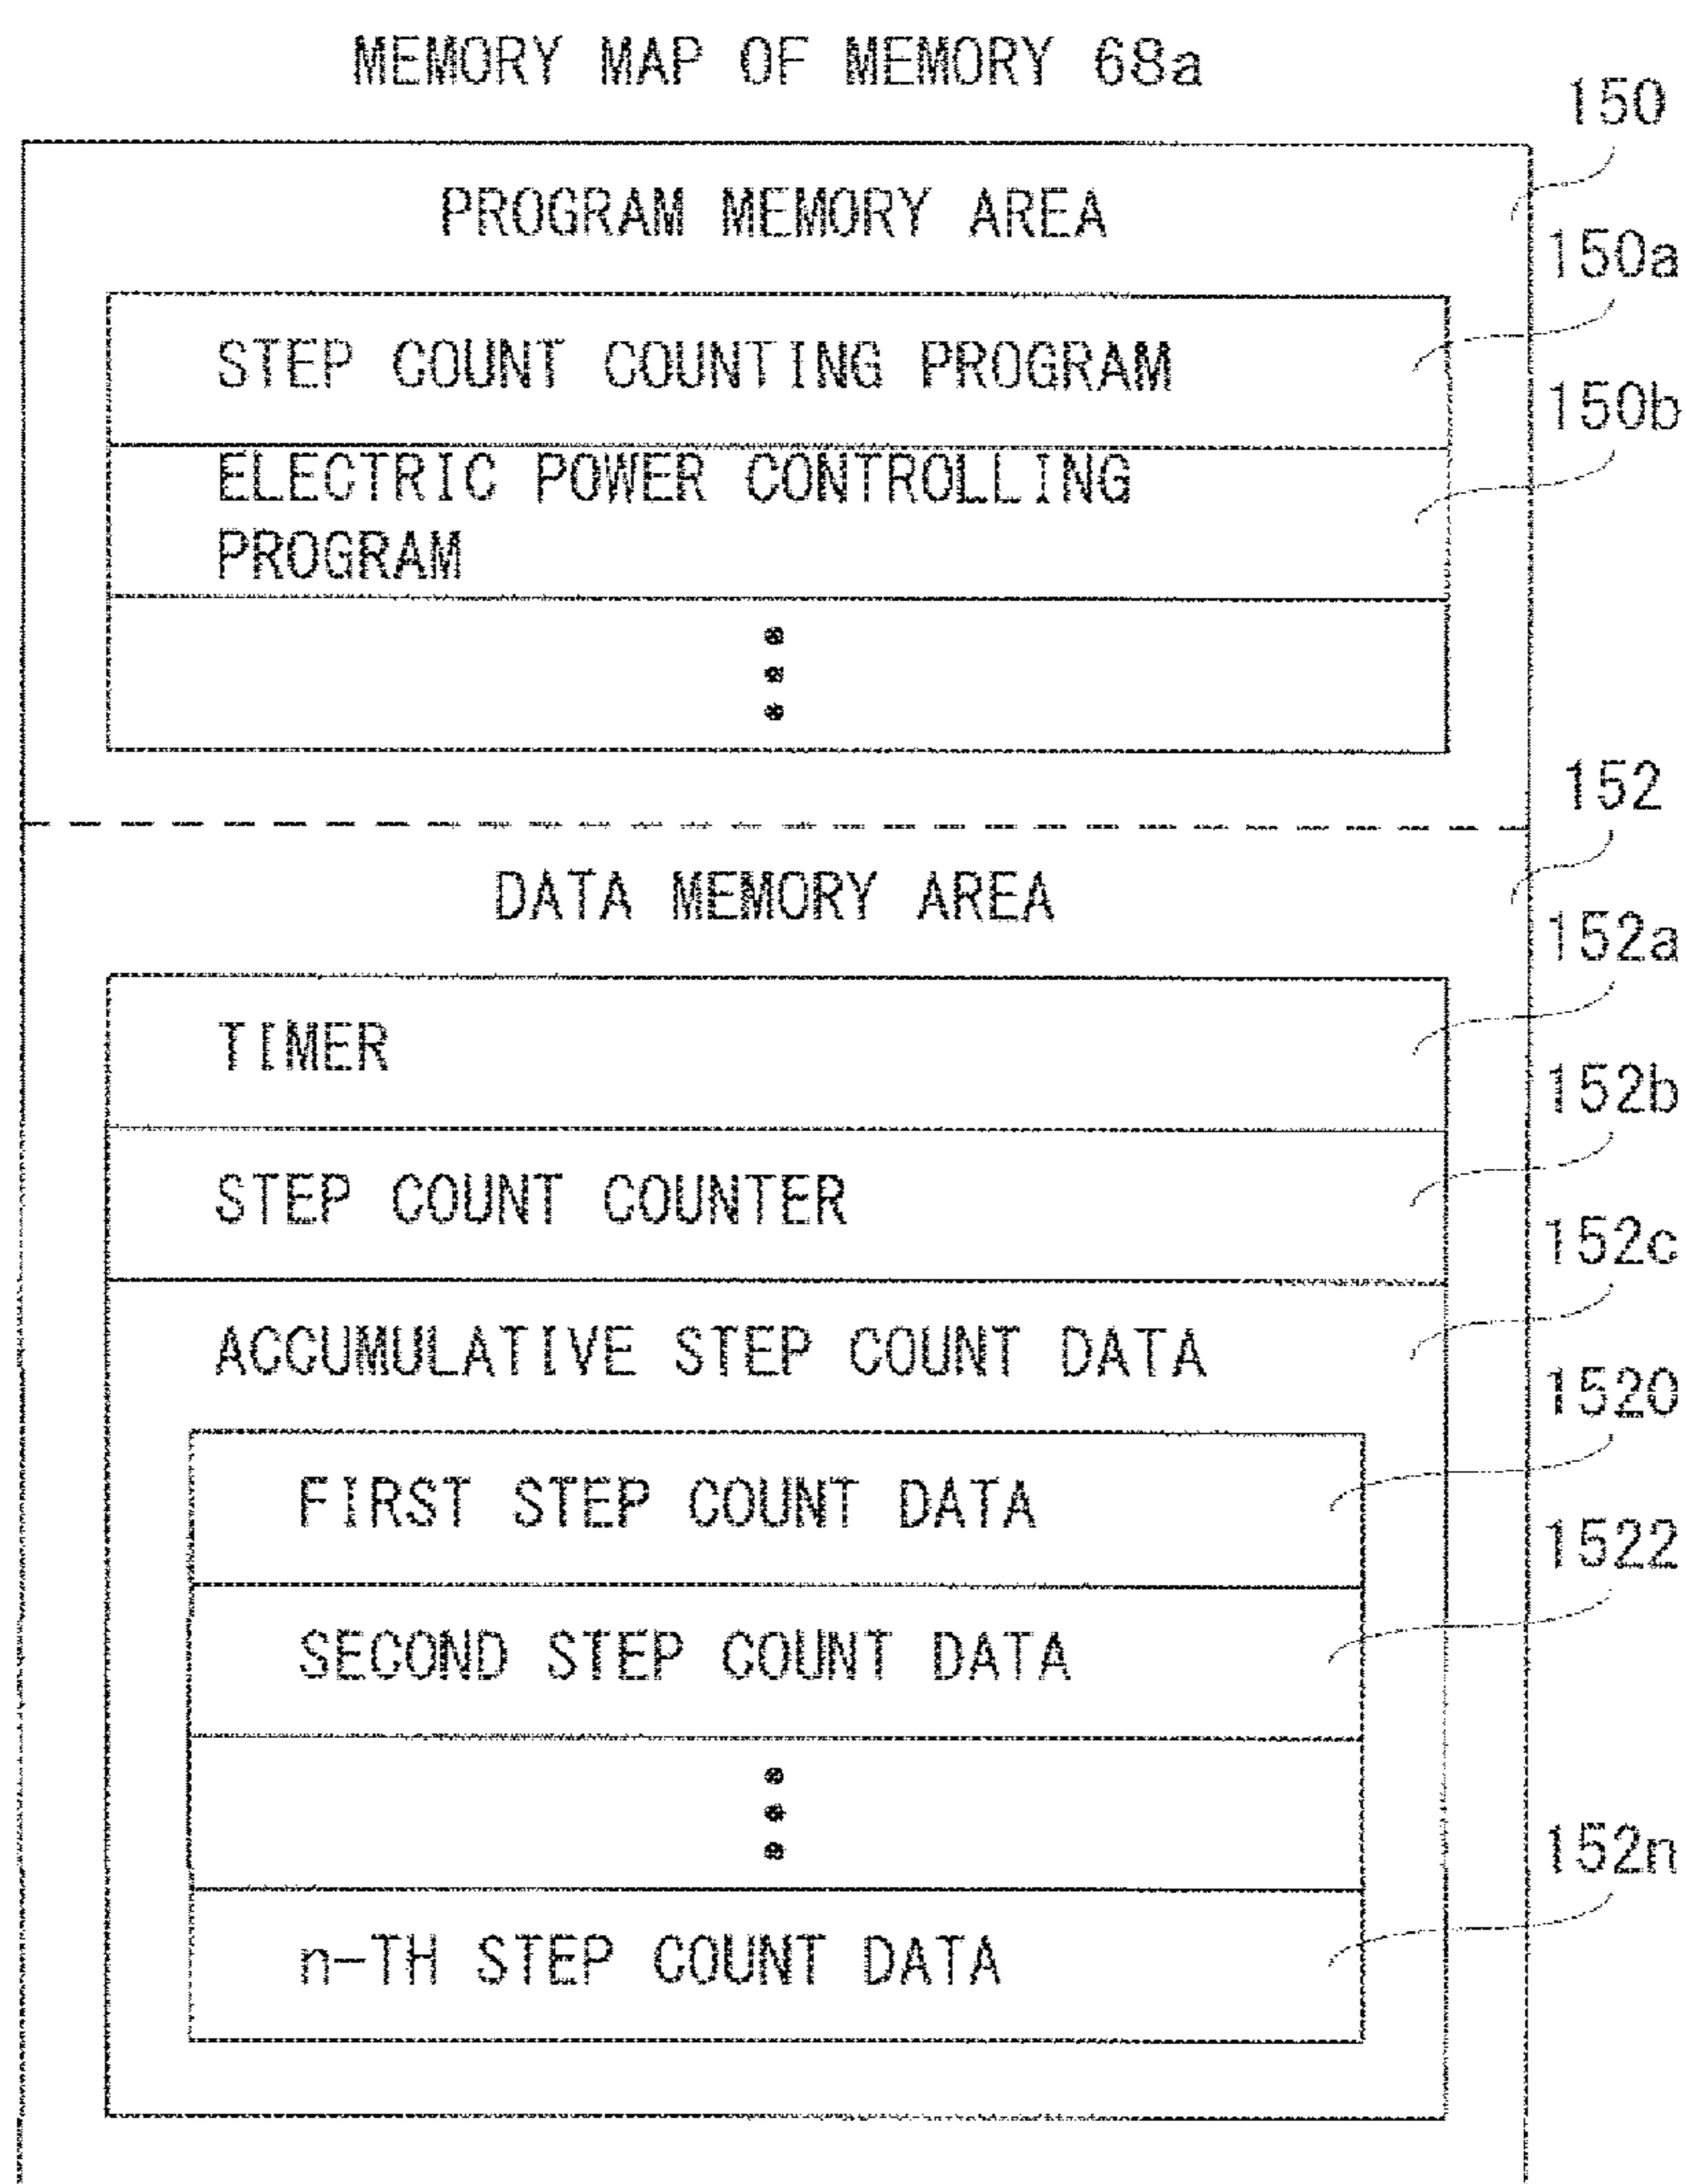 MEMORY MAP OF MEMORY 68a
150
PROGRAM MEMORY AREA
150a
STEP COUNT COUNTING PROGRAM
150b
ELECTRIC POWER CONTROLLING
PROGRAM
152
DATA MEMORY AREA
152a
TIMER
152b
STEP COUNT COUNTER
152c
ACCUMULATIVE STEP COUNT DATA
1520
FIRST STEP COUNT DATA
1522
SECOND STEP COUNT DATA
152n
n-TH STEP COUNT DATA